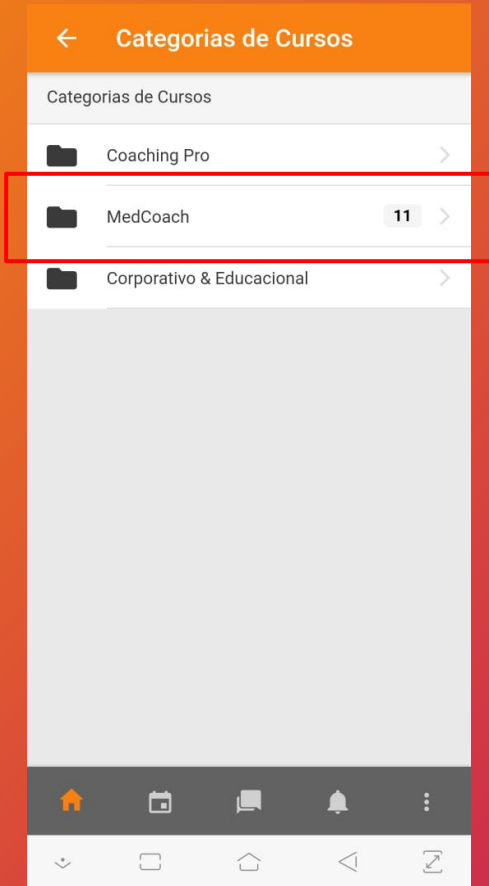 Categorias de Cursos
Categorias de Cursos
Coaching Pro
MedCoach 11
Corporativo & Educacional